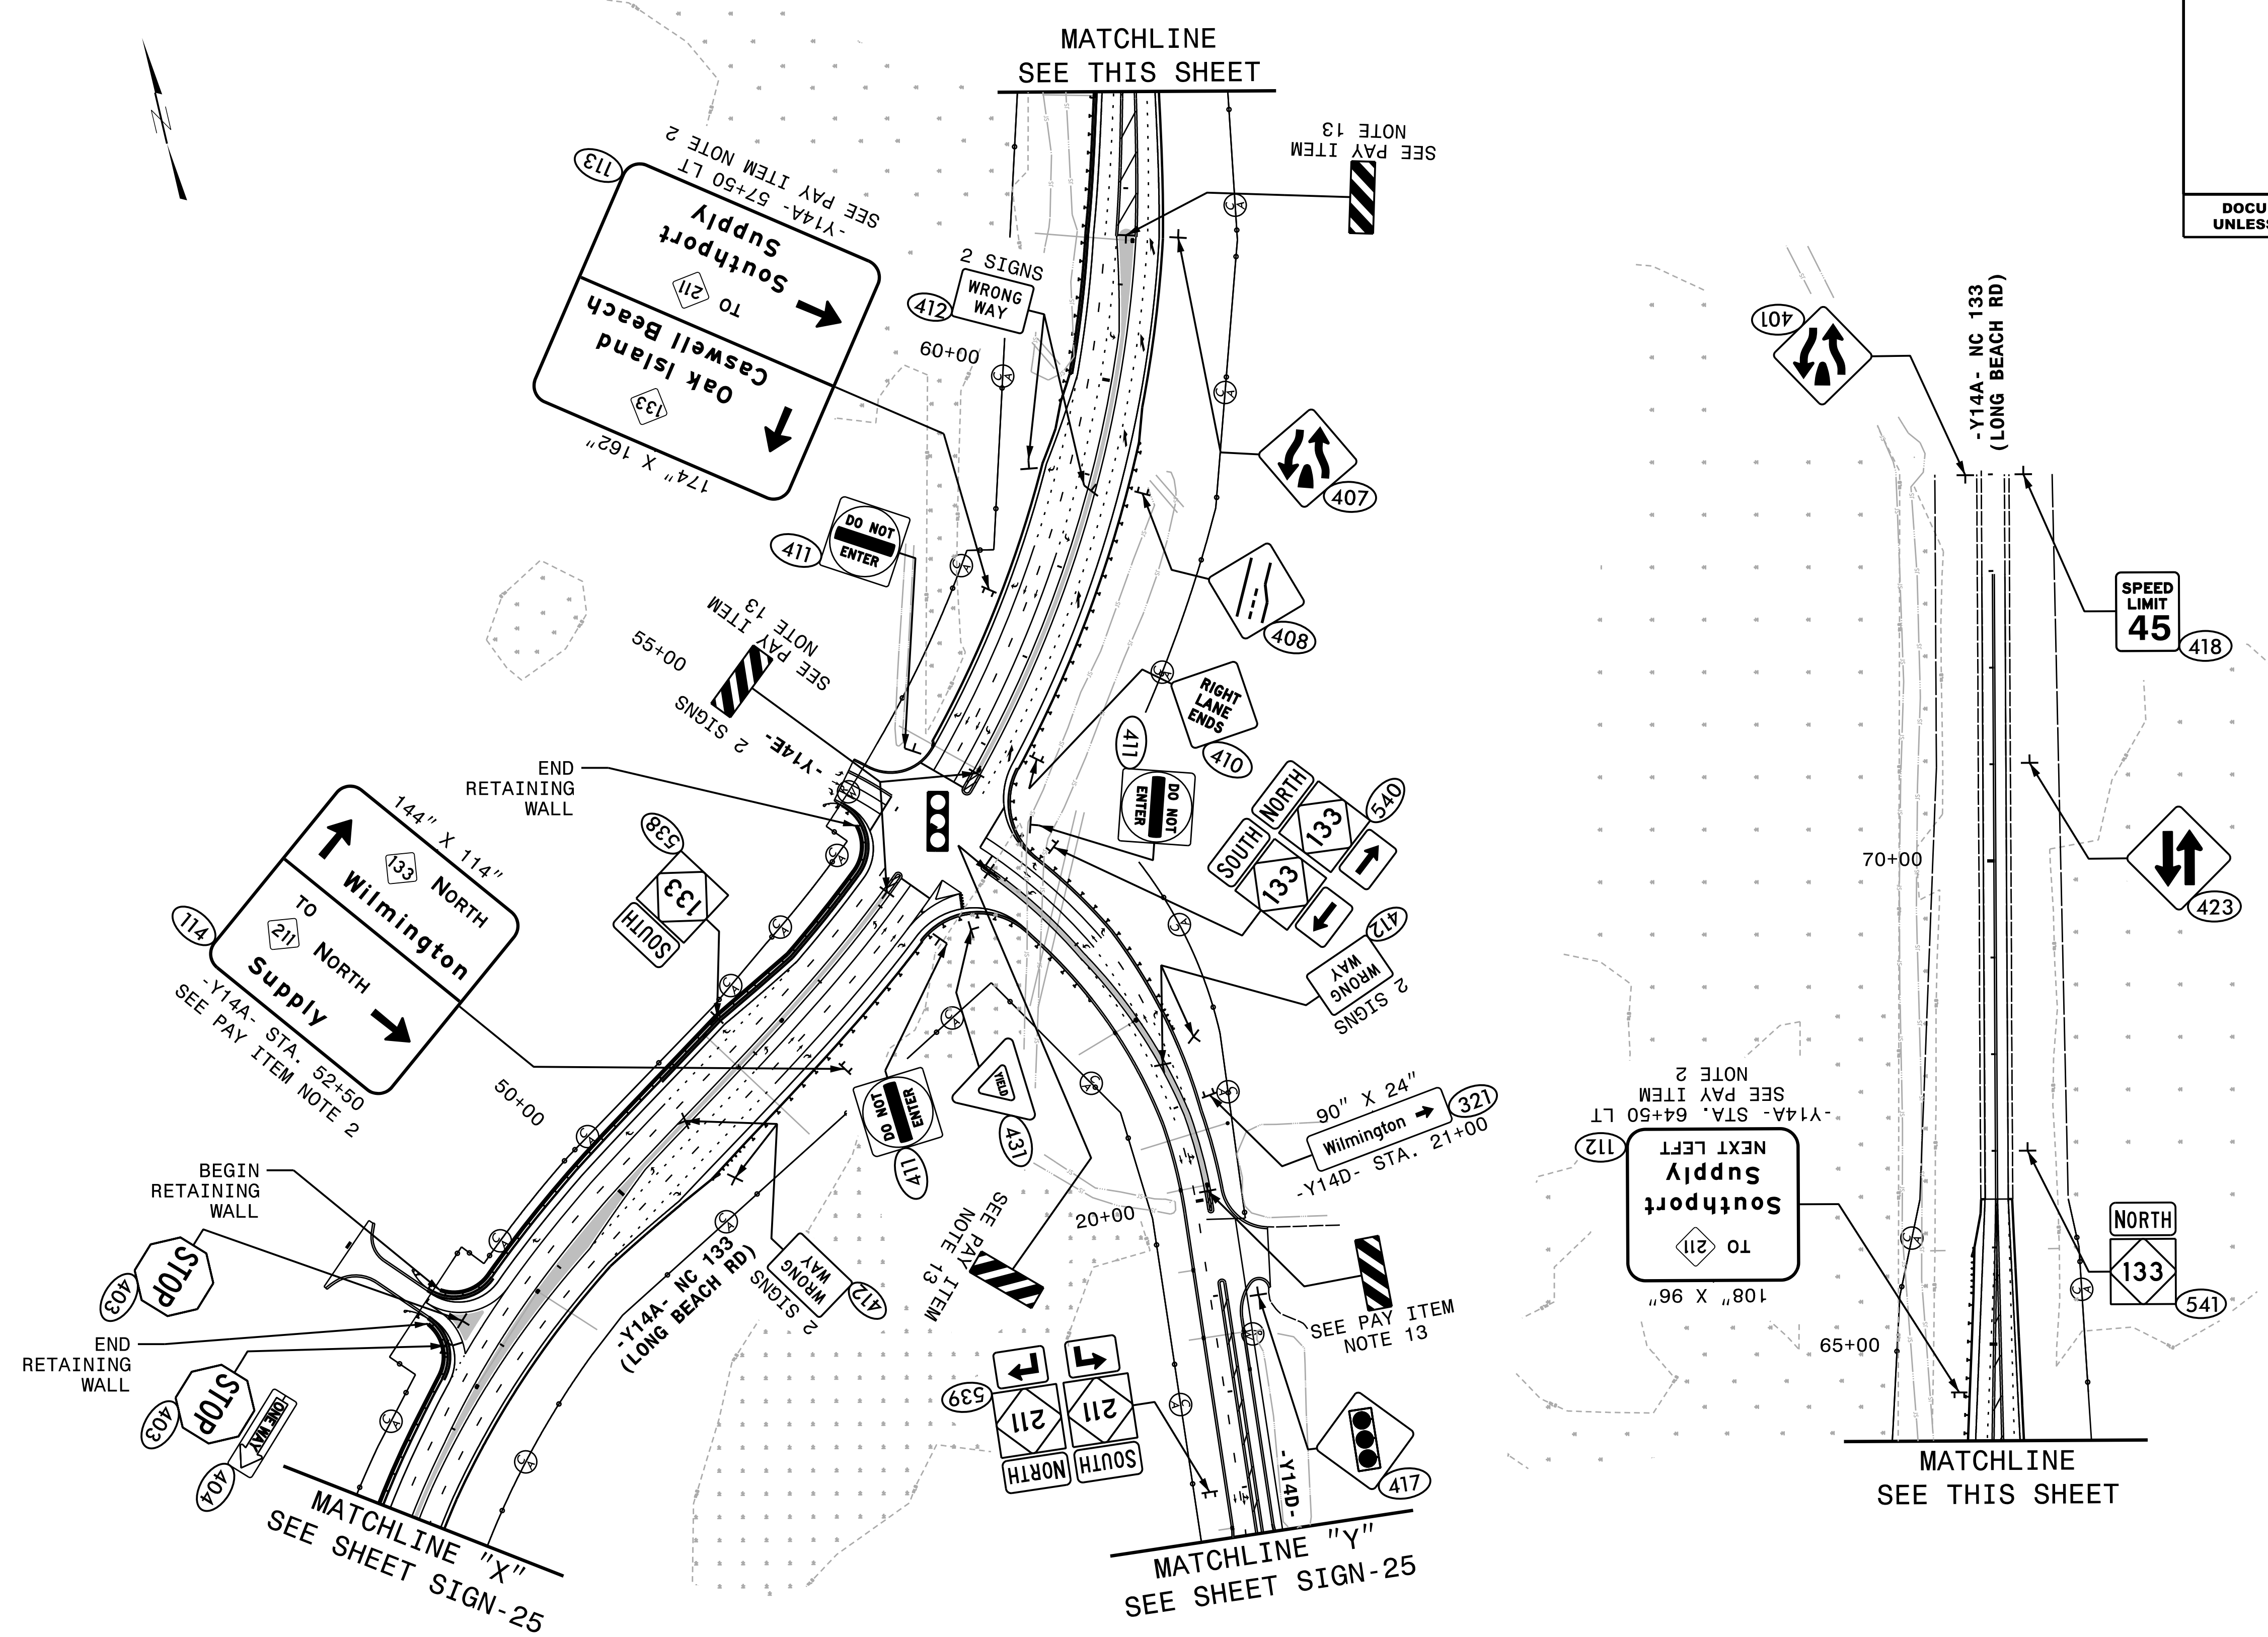 MATCHLINE
SEE THIS SHEET
SEE PAY ITEM
NOTE 13
113
-Y14A- 57+50 LT
SEE PAY ITEM NOTE 2
Southport
Supply
TO
211
Oak Island
Caswell Beach
133
174" X 162"
2 SIGNS
412
WRONG
WAY
60+00
407
411
DO NOT
ENTER
408
SEE PAY ITEM
NOTE 13
55+00
2 SIGNS
-Y14E-
RIGHT
LANE
ENDS
410
411
DO NOT
ENTER
END
RETAINING
WALL
538
133
SOUTH
NORTH
133
540
SOUTH
133
412
WRONG
WAY
2 SIGNS
144" X 114"
133 NORTH
Wilmington
TO
211 NORTH
Supply
114
-Y14A- STA. 52+50
SEE PAY ITEM NOTE 2
50+00
DO NOT
ENTER
411
YIELD
431
90" X 24"
Wilmington
321
-Y14D- STA. 21+00
20+00
SEE PAY ITEM
NOTE 13
SEE PAY ITEM
NOTE 13
BEGIN
RETAINING
WALL
STOP
403
END
RETAINING
WALL
STOP
403
ONE WAY
404
-Y14A- NC 133
(LONG BEACH RD)
WRONG
WAY
412
2 SIGNS
539
211
NORTH
211
SOUTH
417
-Y14D-
MATCHLINE "X"
SEE SHEET SIGN-25
MATCHLINE "Y"
SEE SHEET SIGN-25
DOCU
UNLESS
401
-Y14A- NC 133
(LONG BEACH RD)
SPEED
LIMIT
45
418
70+00
423
-Y14A- STA. 64+50 LT
SEE PAY ITEM
NOTE 2
112
TO 211
Southport
Supply
NEXT LEFT
108" X 96"
NORTH
133
541
65+00
MATCHLINE
SEE THIS SHEET